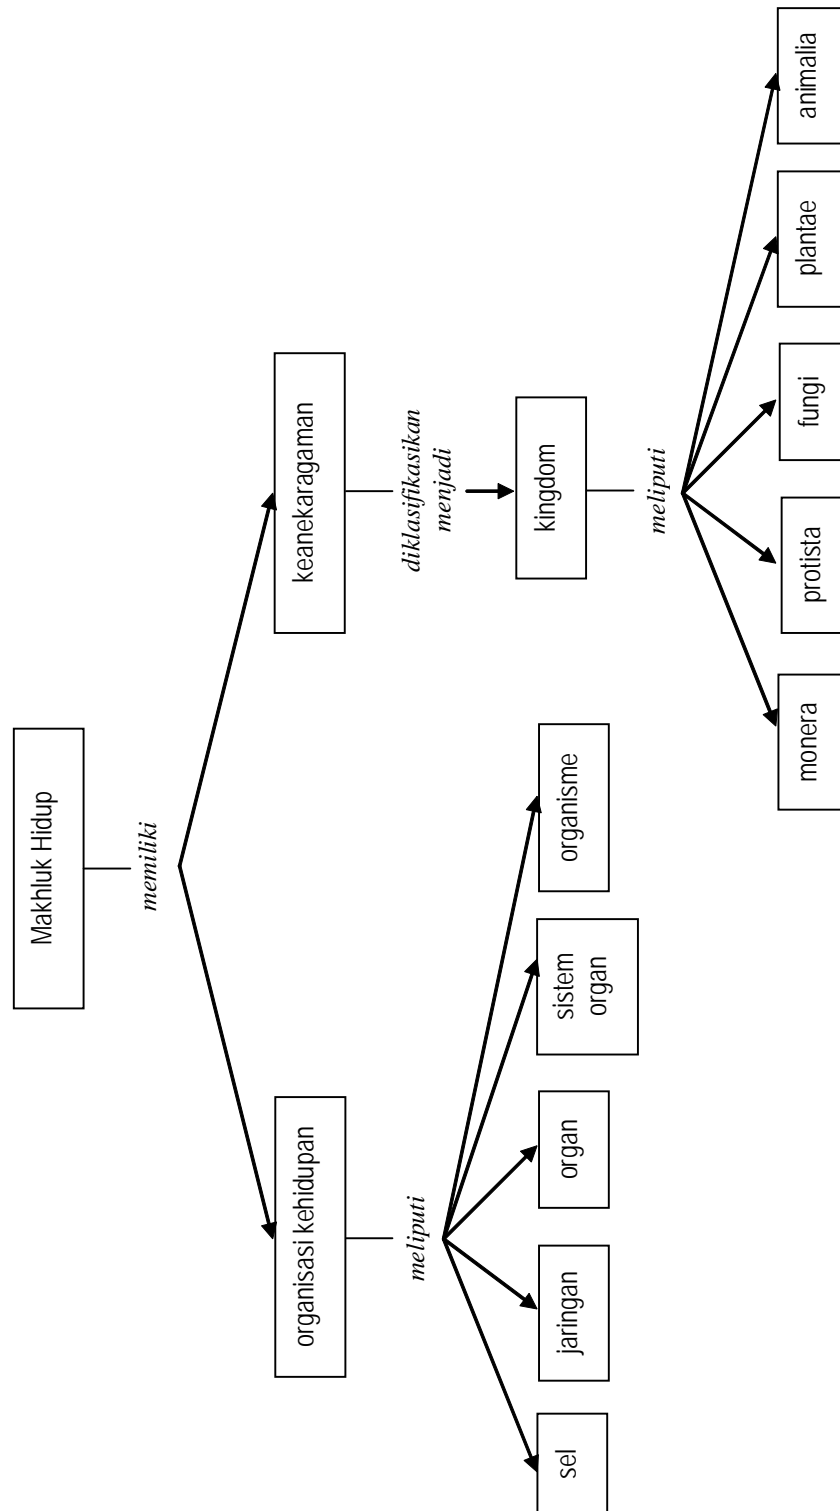 Makhluk Hidup
memiliki
organisasi kehidupan
keanekaragaman
meliputi
diklasifikasikan
menjadi
sel
jaringan
organ
sistem
organ
organisme
kingdom
meliputi
monera
protista
fungi
plantae
animalia